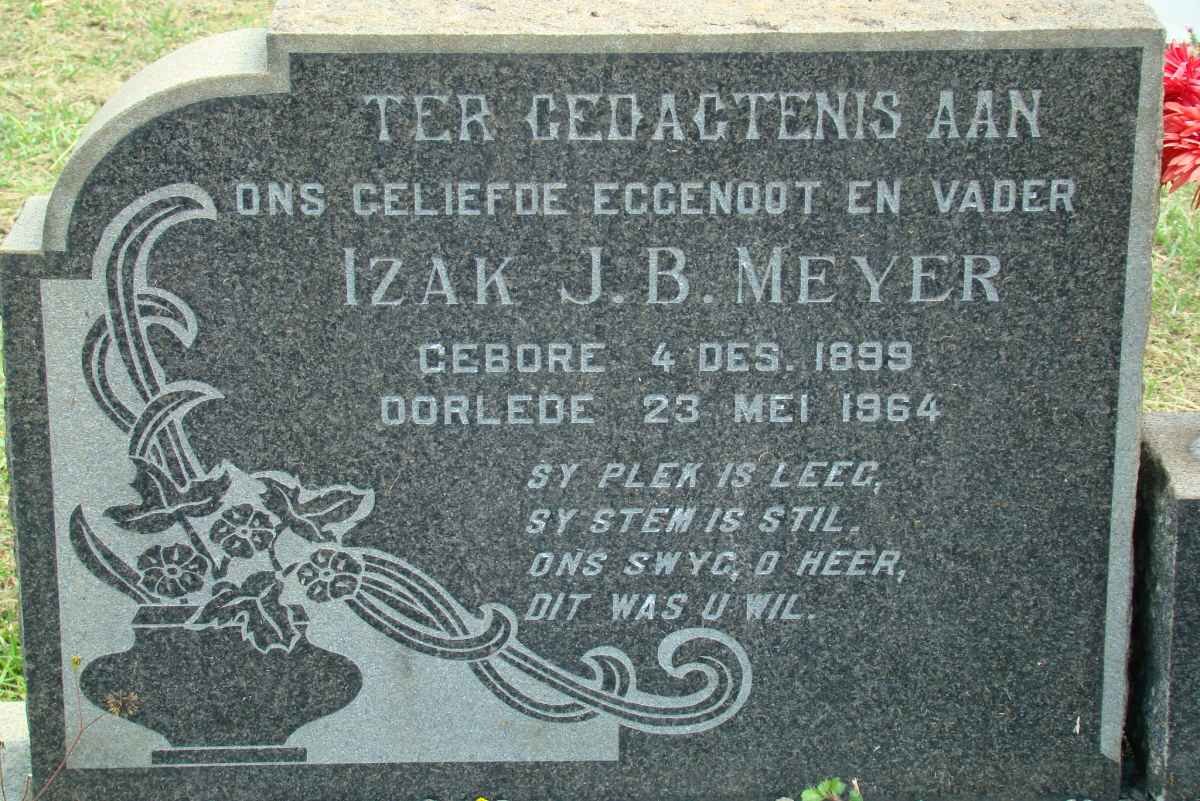 TER GEDAGTENIS AAN
ONS GELIEFDE EGGENOOT EN VADER
IZAK J. B. MEYER
GEBORE 4 DES. 1899
OORLEDE 23 MEI 1964
SY PLEK IS LEEG,
SY STEM IS STIL.
ONS SWYG, O HEER,
DIT WAS U WIL.